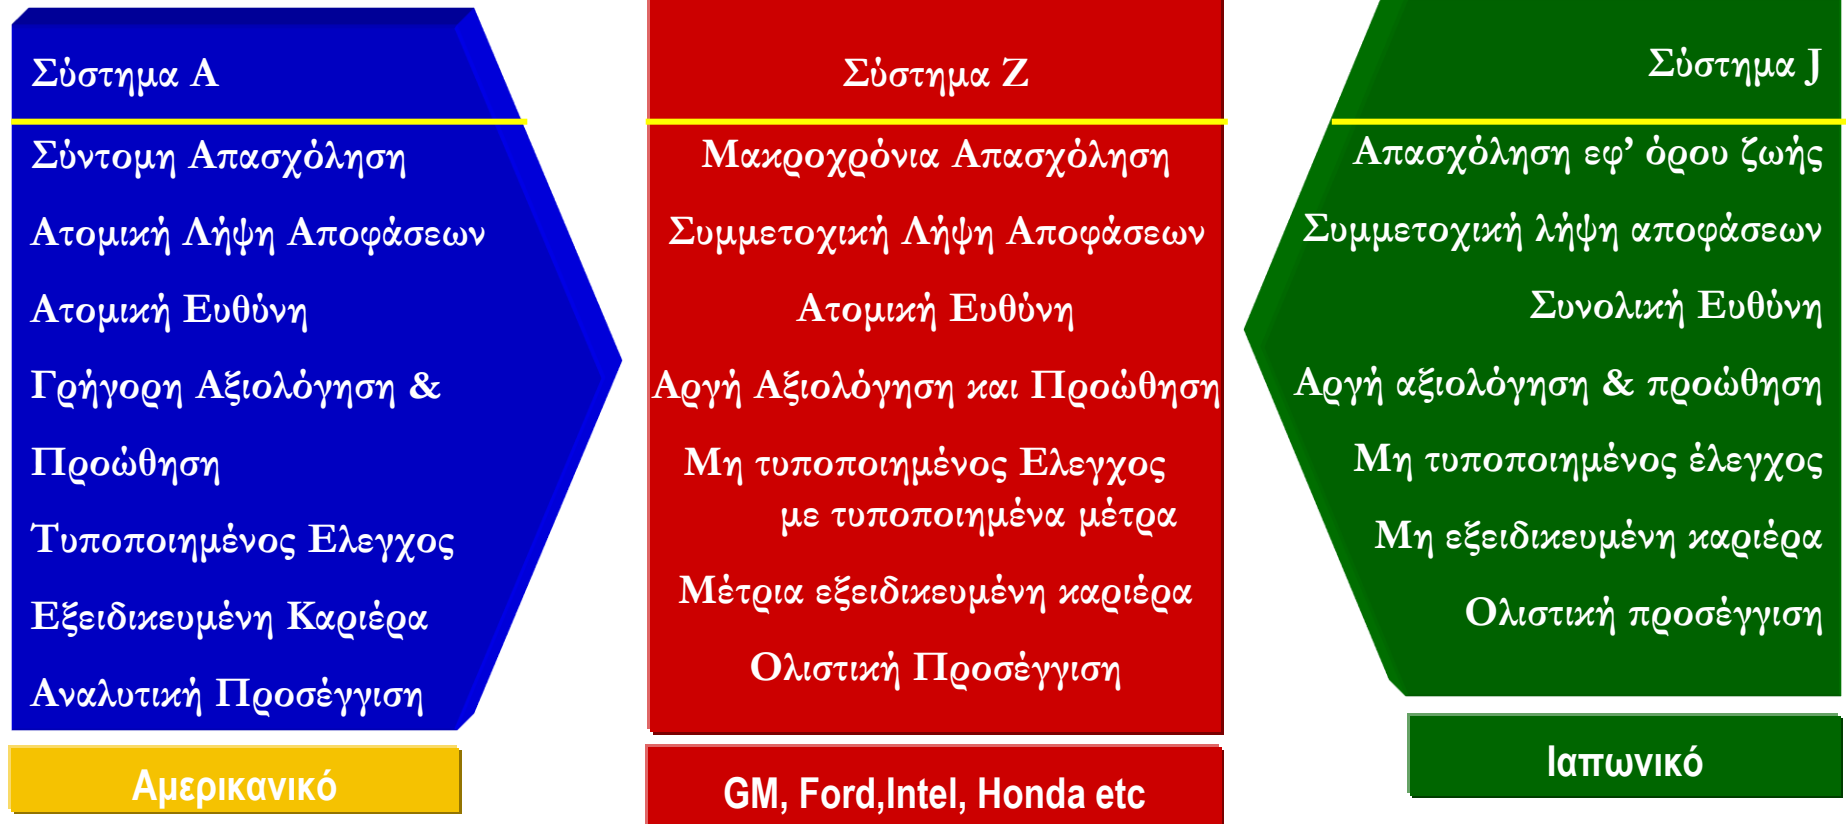 Σύστημα Α
Σύντομη Απασχόληση
Ατομική Λήψη Αποφάσεων
Ατομική Ευθύνη
Γρήγορη Αξιολόγηση &
Προώθηση
Τυποποιημένος Ελεγχος
Εξειδικευμένη Καριέρα
Αναλυτική Προσέγγιση
Αμερικανικό
Σύστημα Ζ
Μακροχρόνια Απασχόληση
Συμμετοχική Λήψη Αποφάσεων
Ατομική Ευθύνη
Αργή Αξιολόγηση και Προώθηση
Μη τυποποιημένος Ελεγχος
με τυποποιημένα μέτρα
Μέτρια εξειδικευμένη καριέρα
Ολιστική Προσέγγιση
GM, Ford,Intel, Honda etc
Σύστημα J
Απασχόληση εφ’ όρου ζωής
Συμμετοχική λήψη αποφάσεων
Συνολική Ευθύνη
Αργή αξιολόγηση & προώθηση
Μη τυποποιημένος έλεγχος
Μη εξειδικευμένη καριέρα
Ολιστική προσέγγιση
Ιαπωνικό